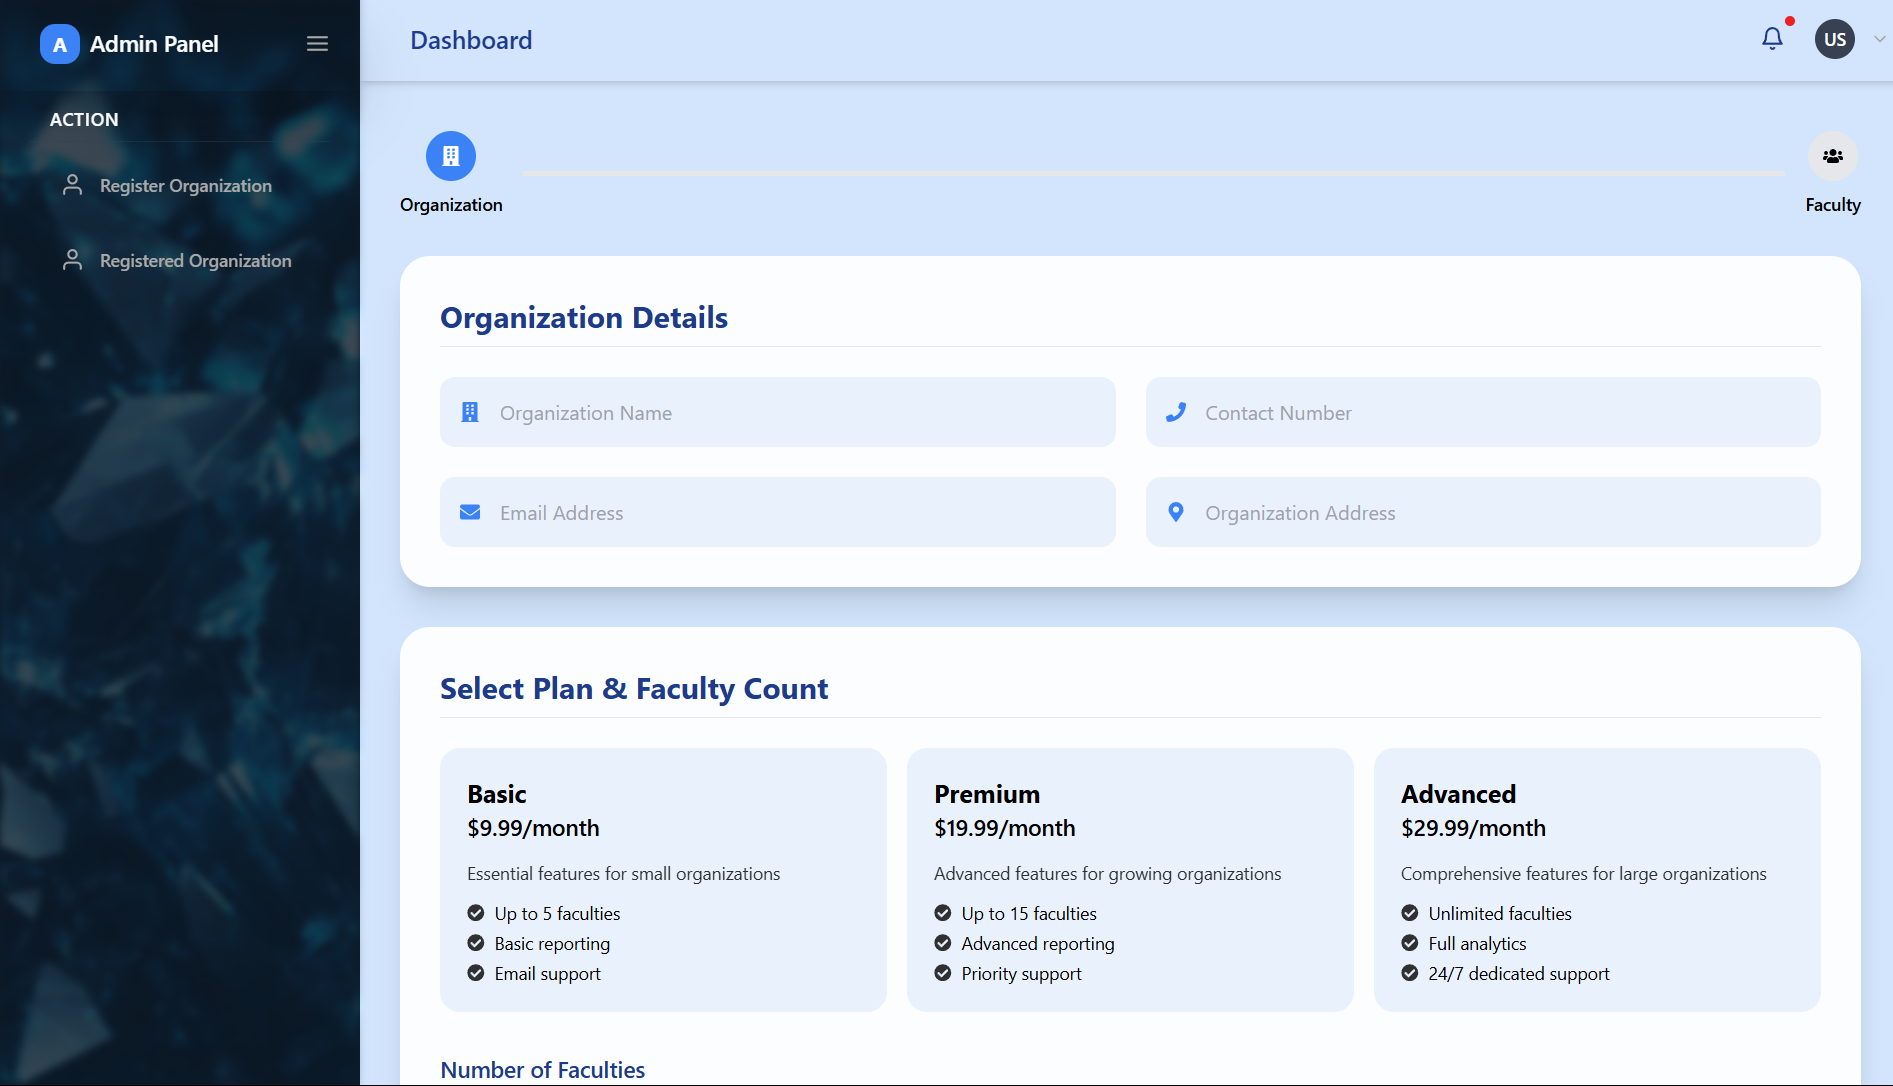 A Admin Panel
ACTION
Register Organization
Registered Organization
Dashboard
US
Organization
Faculty
Organization Details
Organization Name
Contact Number
Email Address
Organization Address
Select Plan & Faculty Count
Basic
$9.99/month
Essential features for small organizations
Up to 5 faculties
Basic reporting
Email support
Premium
$19.99/month
Advanced features for growing organizations
Up to 15 faculties
Advanced reporting
Priority support
Advanced
$29.99/month
Comprehensive features for large organizations
Unlimited faculties
Full analytics
24/7 dedicated support
Number of Faculties